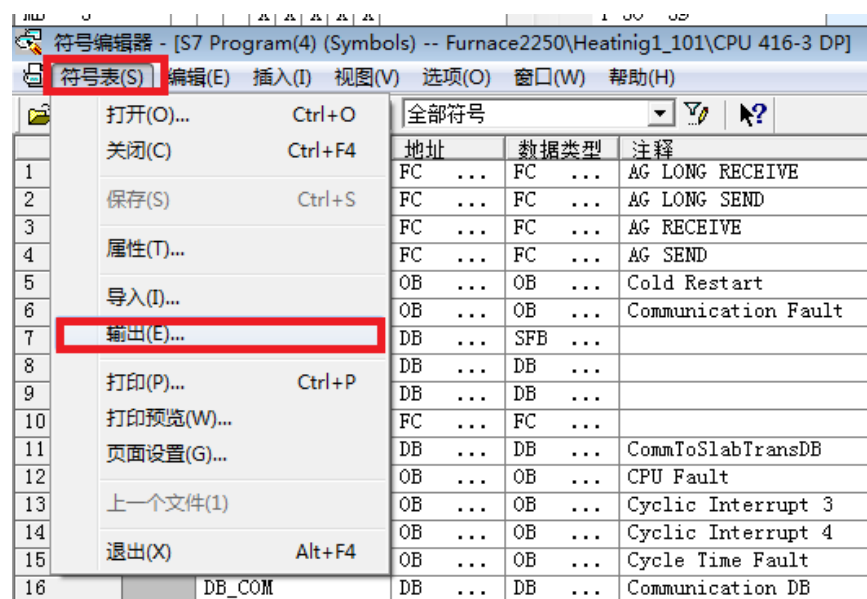 符号编辑器 - [S7 Program(4) (Symbols) -- Furnace2250\Heatinig1_101\CPU 416-3 DP]
符号表(S) 编辑(E) 插入(I) 视图(V) 选项(O) 窗口(W) 帮助(H)
打开(O)... Ctrl+O 全部符号
关闭(C) Ctrl+F4 地址 数据类型 注释
1 FC ... FC ... AG LONG RECEIVE
2 保存(S) Ctrl+S FC ... FC ... AG LONG SEND
3 FC ... FC ... AG RECEIVE
4 属性(T)... FC ... FC ... AG SEND
5 OB ... OB ... Cold Restart
导入(I)...
6 OB ... OB ... Communication Fault
7 输出(E)... DB ... SFB ...
8 DB ... DB ...
打印(P)... Ctrl+P
9 DB ... DB ...
10 打印预览(W)... FC ... FC ...
11 页面设置(G)... DB ... DB ... CommToSlabTransDB
12 OB ... OB ... CPU Fault
13 上一个文件(1) OB ... OB ... Cyclic Interrupt 3
14 OB ... OB ... Cyclic Interrupt 4
15 退出(X) Alt+F4 OB ... OB ... Cycle Time Fault
16 DB_COM DB ... DB ... Communication DB